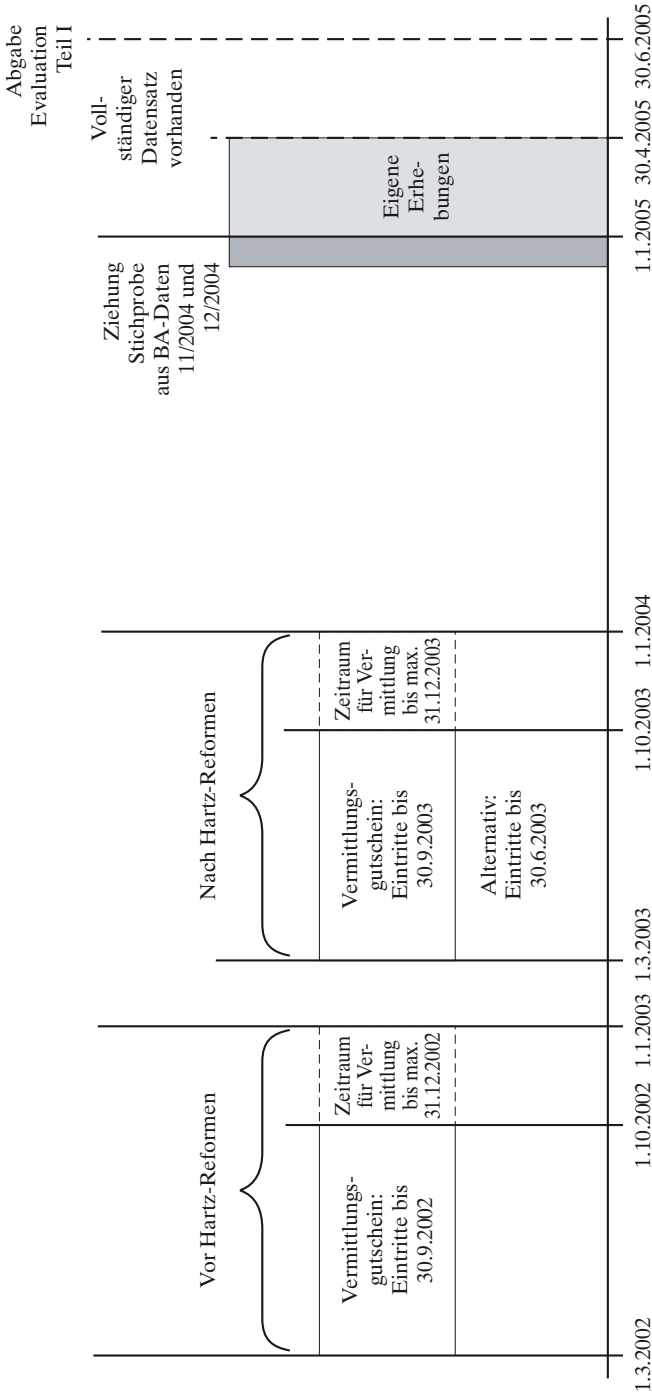 Vor Hartz-Reformen
Vermittlungs-
gutschein:
Eintritte bis
30.9.2002
Zeitraum
für Ver-
mittlung
bis max.
31.12.2002
Nach Hartz-Reformen
Vermittlungs-
gutschein:
Eintritte bis
30.9.2003
Zeitraum
für Ver-
mittlung
bis max.
31.12.2003
Alternativ:
Eintritte bis
30.6.2003
Ziehung
Stichprobe
aus BA-Daten
11/2004 und
12/2004
Eigene
Erhe-
bungen
Voll-
ständiger
Datensatz
vorhanden
Abgabe
Evaluation
Teil I
1.3.2002
1.10.2002
1.1.2003
1.3.2003
1.10.2003
1.1.2004
1.1.2005
30.4.2005
30.6.2005